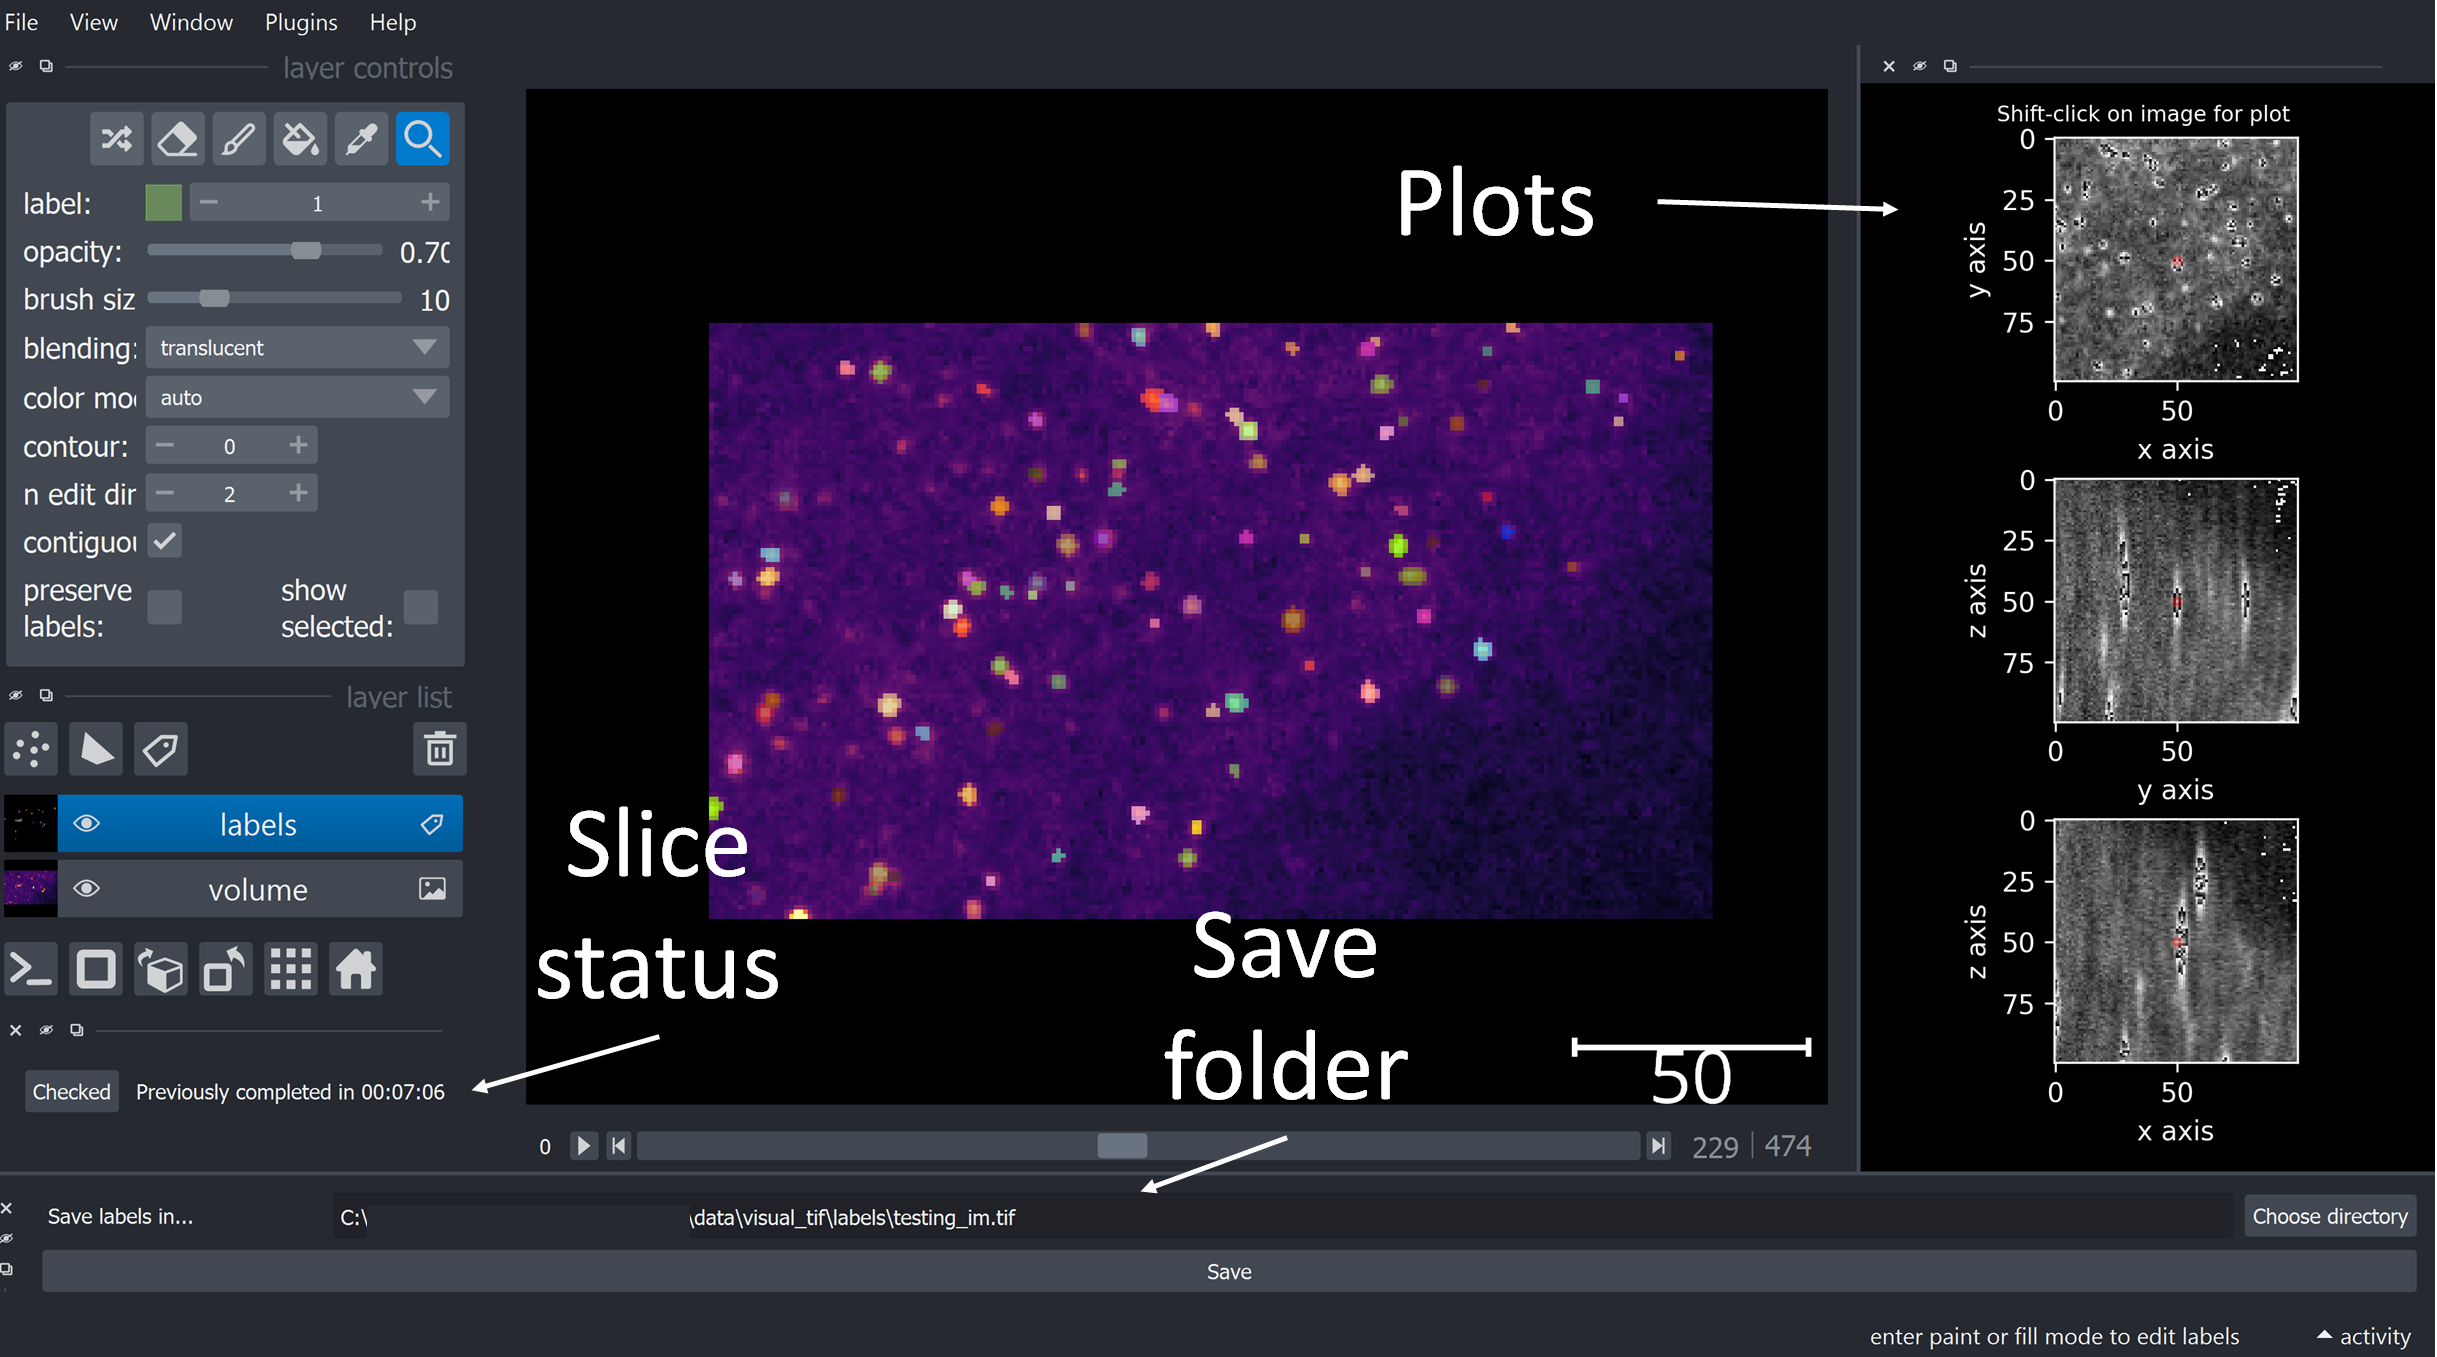 File View Window Plugins Help
layer controls
label: 1
opacity: 0.70
brush siz 10
blending: translucent
color mo auto
contour: 0
n edit dir 2
contiguou
preserve
labels:
show
selected:
layer list
labels
volume
Checked Previously completed in 00:07:06
Plots
Slice
status
Save
folder
50
0 229 474
Shift-click on image for plot
0
25
50
75
y axis
0 50
x axis
0
25
50
75
z axis
0 50
y axis
0
25
50
75
z axis
0 50
x axis
Save labels in... C:\ \data\visual_tif\labels\testing_im.tif Choose directory
Save
enter paint or fill mode to edit labels activity